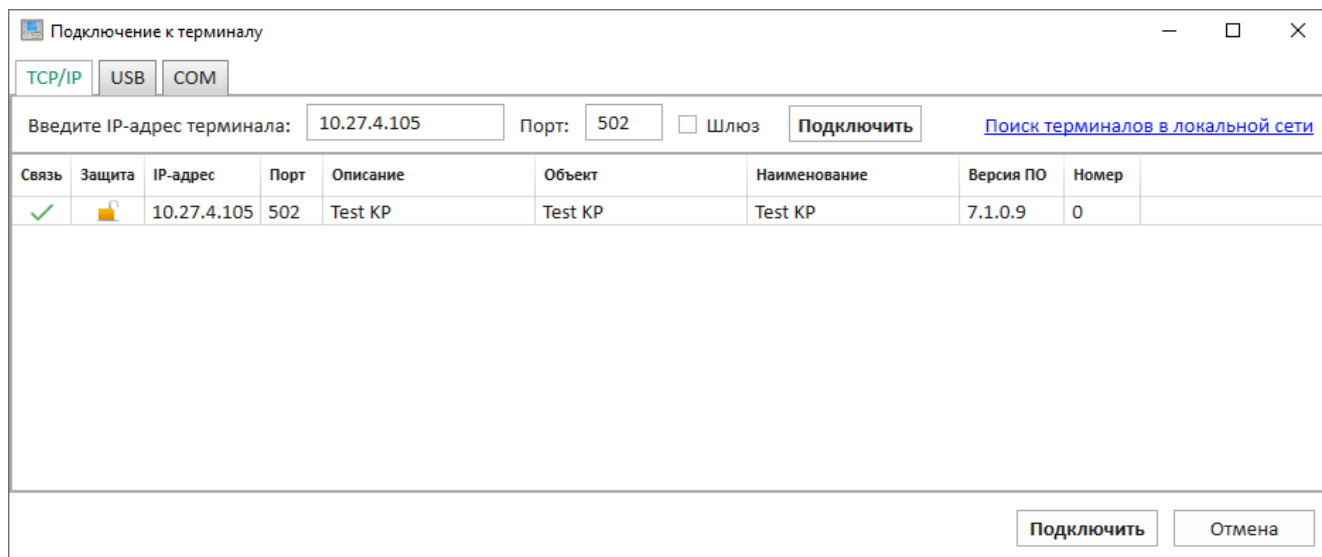 Подключение к терминалу
TCP/IP USB COM
Введите IP-адрес терминала: 10.27.4.105 Порт: 502 Шлюз Подключить Поиск терминалов в локальной сети
Связь Защита IP-адрес Порт Описание Объект Наименование Версия ПО Номер
10.27.4.105 502 Test KP Test KP Test KP 7.1.0.9 0
Подключить Отмена